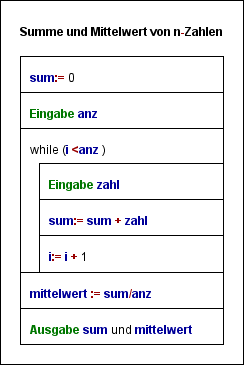 Summe und Mittelwert von n-Zahlen
sum:= 0
Eingabe anz
while (i <anz )
Eingabe zahl
sum:= sum + zahl
i:= i + 1
mittelwert := sum/anz
Ausgabe sum und mittelwert